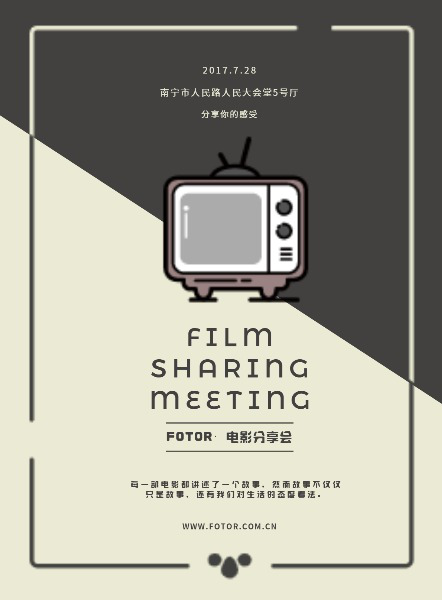 2017.7.28
南宁市人民路人民大会堂5号厅
分享你的感受
FILM
SHARING
MEETING
FOTOR· 电影分享会
每一部电影都讲述了一个故事，然而故事不仅仅
只是故事，还有我们对生活的态度看法。
WWW.FOTOR.COM.CN